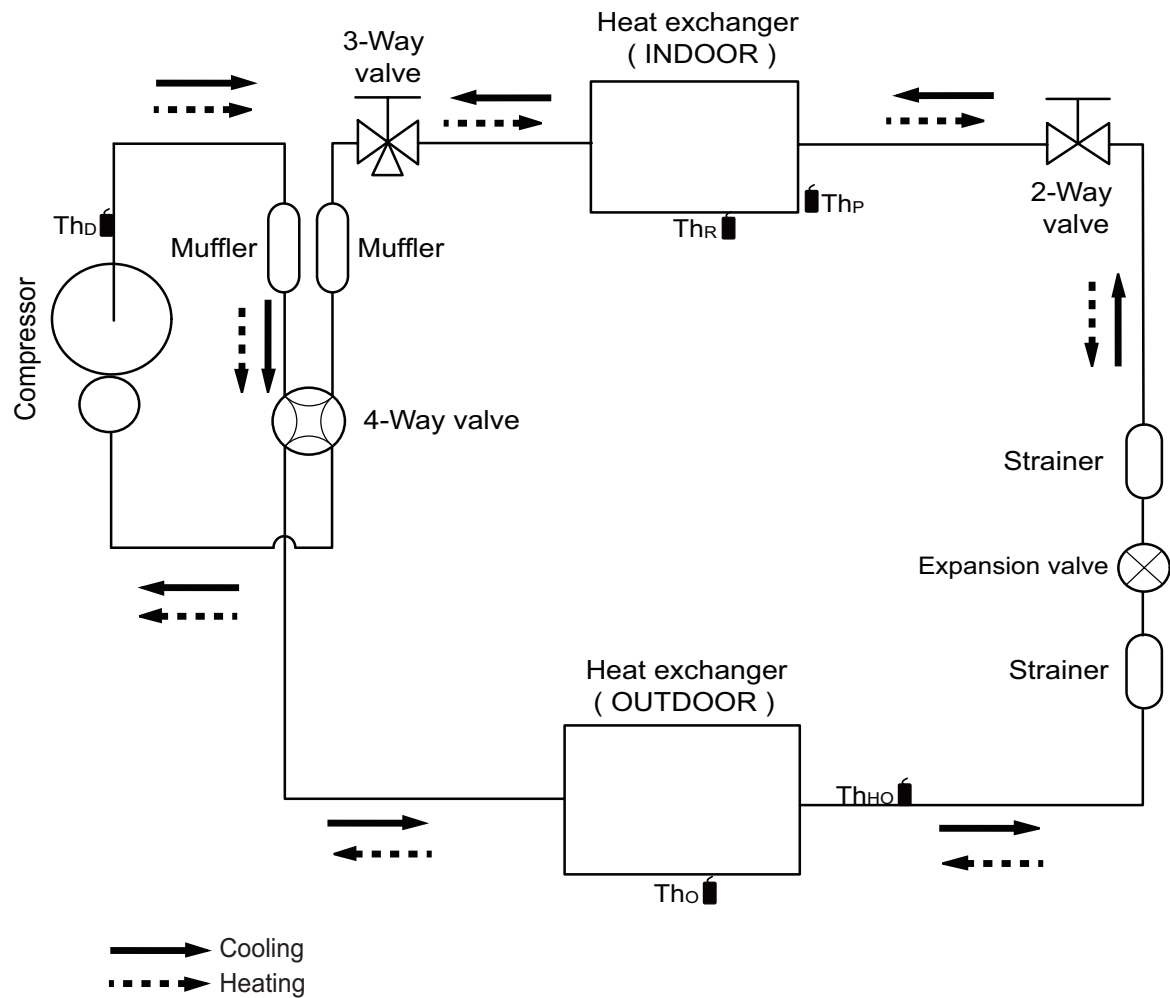 Heat exchanger
( INDOOR )
3-Way
valve
2-Way
valve
ThD
ThP
ThR
Muffler
Muffler
Compressor
4-Way valve
Strainer
Expansion valve
Strainer
Heat exchanger
( OUTDOOR )
ThHO
ThO
Cooling
Heating